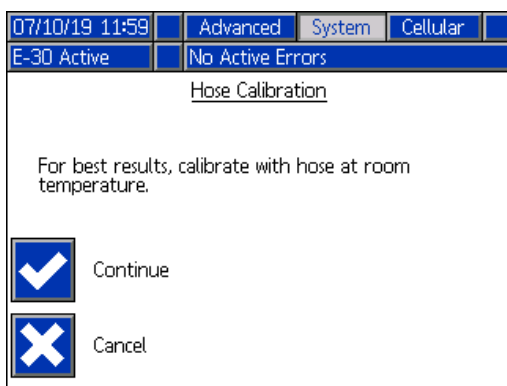 07/10/19 11:59 Advanced System Cellular
E-30 Active No Active Errors
Hose Calibration
For best results, calibrate with hose at room
temperature.
Continue
Cancel